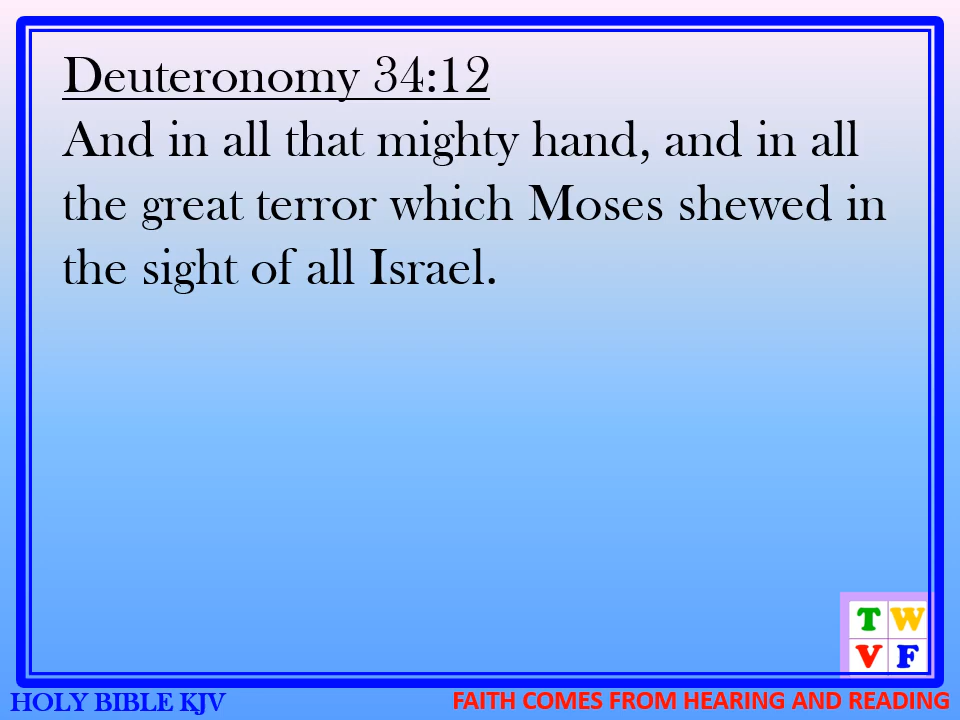 Deuteronomy 34:12
And in all that mighty hand, and in all
the great terror which Moses shewed in
the sight of all Israel.
T W
V F
HOLY BIBLE KJV
FAITH COMES FROM HEARING AND READING